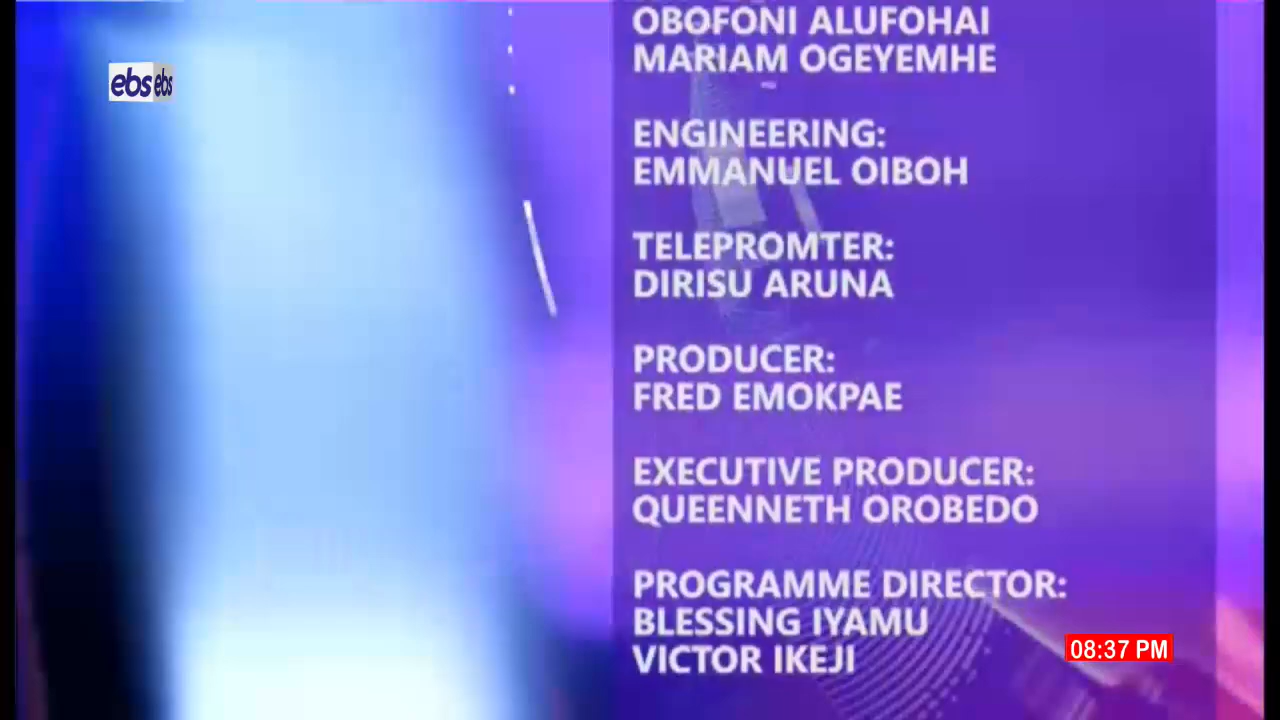 OBOFONI ALUFOHAI
MARIAM OGEYEMHE
ebs ebs
ENGINEERING:
EMMANUEL OIBOH
TELEPROMTER:
DIRISU ARUNA
PRODUCER:
FRED EMOKPAE
EXECUTIVE PRODUCER:
QUEENNETH OROBEDO
PROGRAMME DIRECTOR:
BLESSING IYAMU
VICTOR IKEJI
08:37 PM